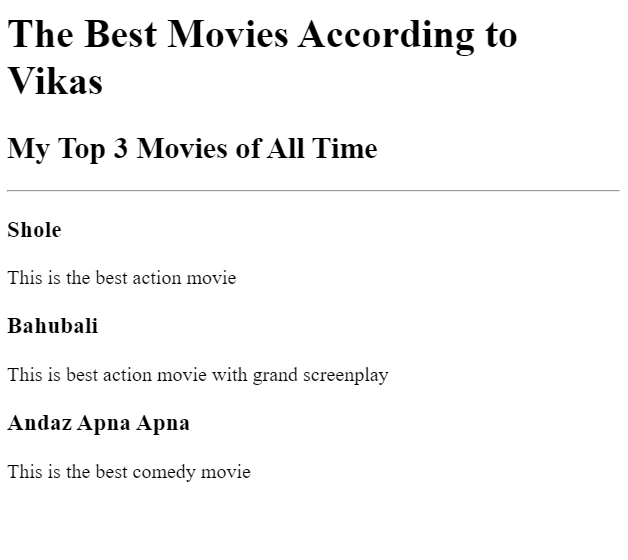 The Best Movies According to
Vikas
My Top 3 Movies of All Time
Shole
This is the best action movie
Bahubali
This is best action movie with grand screenplay
Andaz Apna Apna
This is the best comedy movie